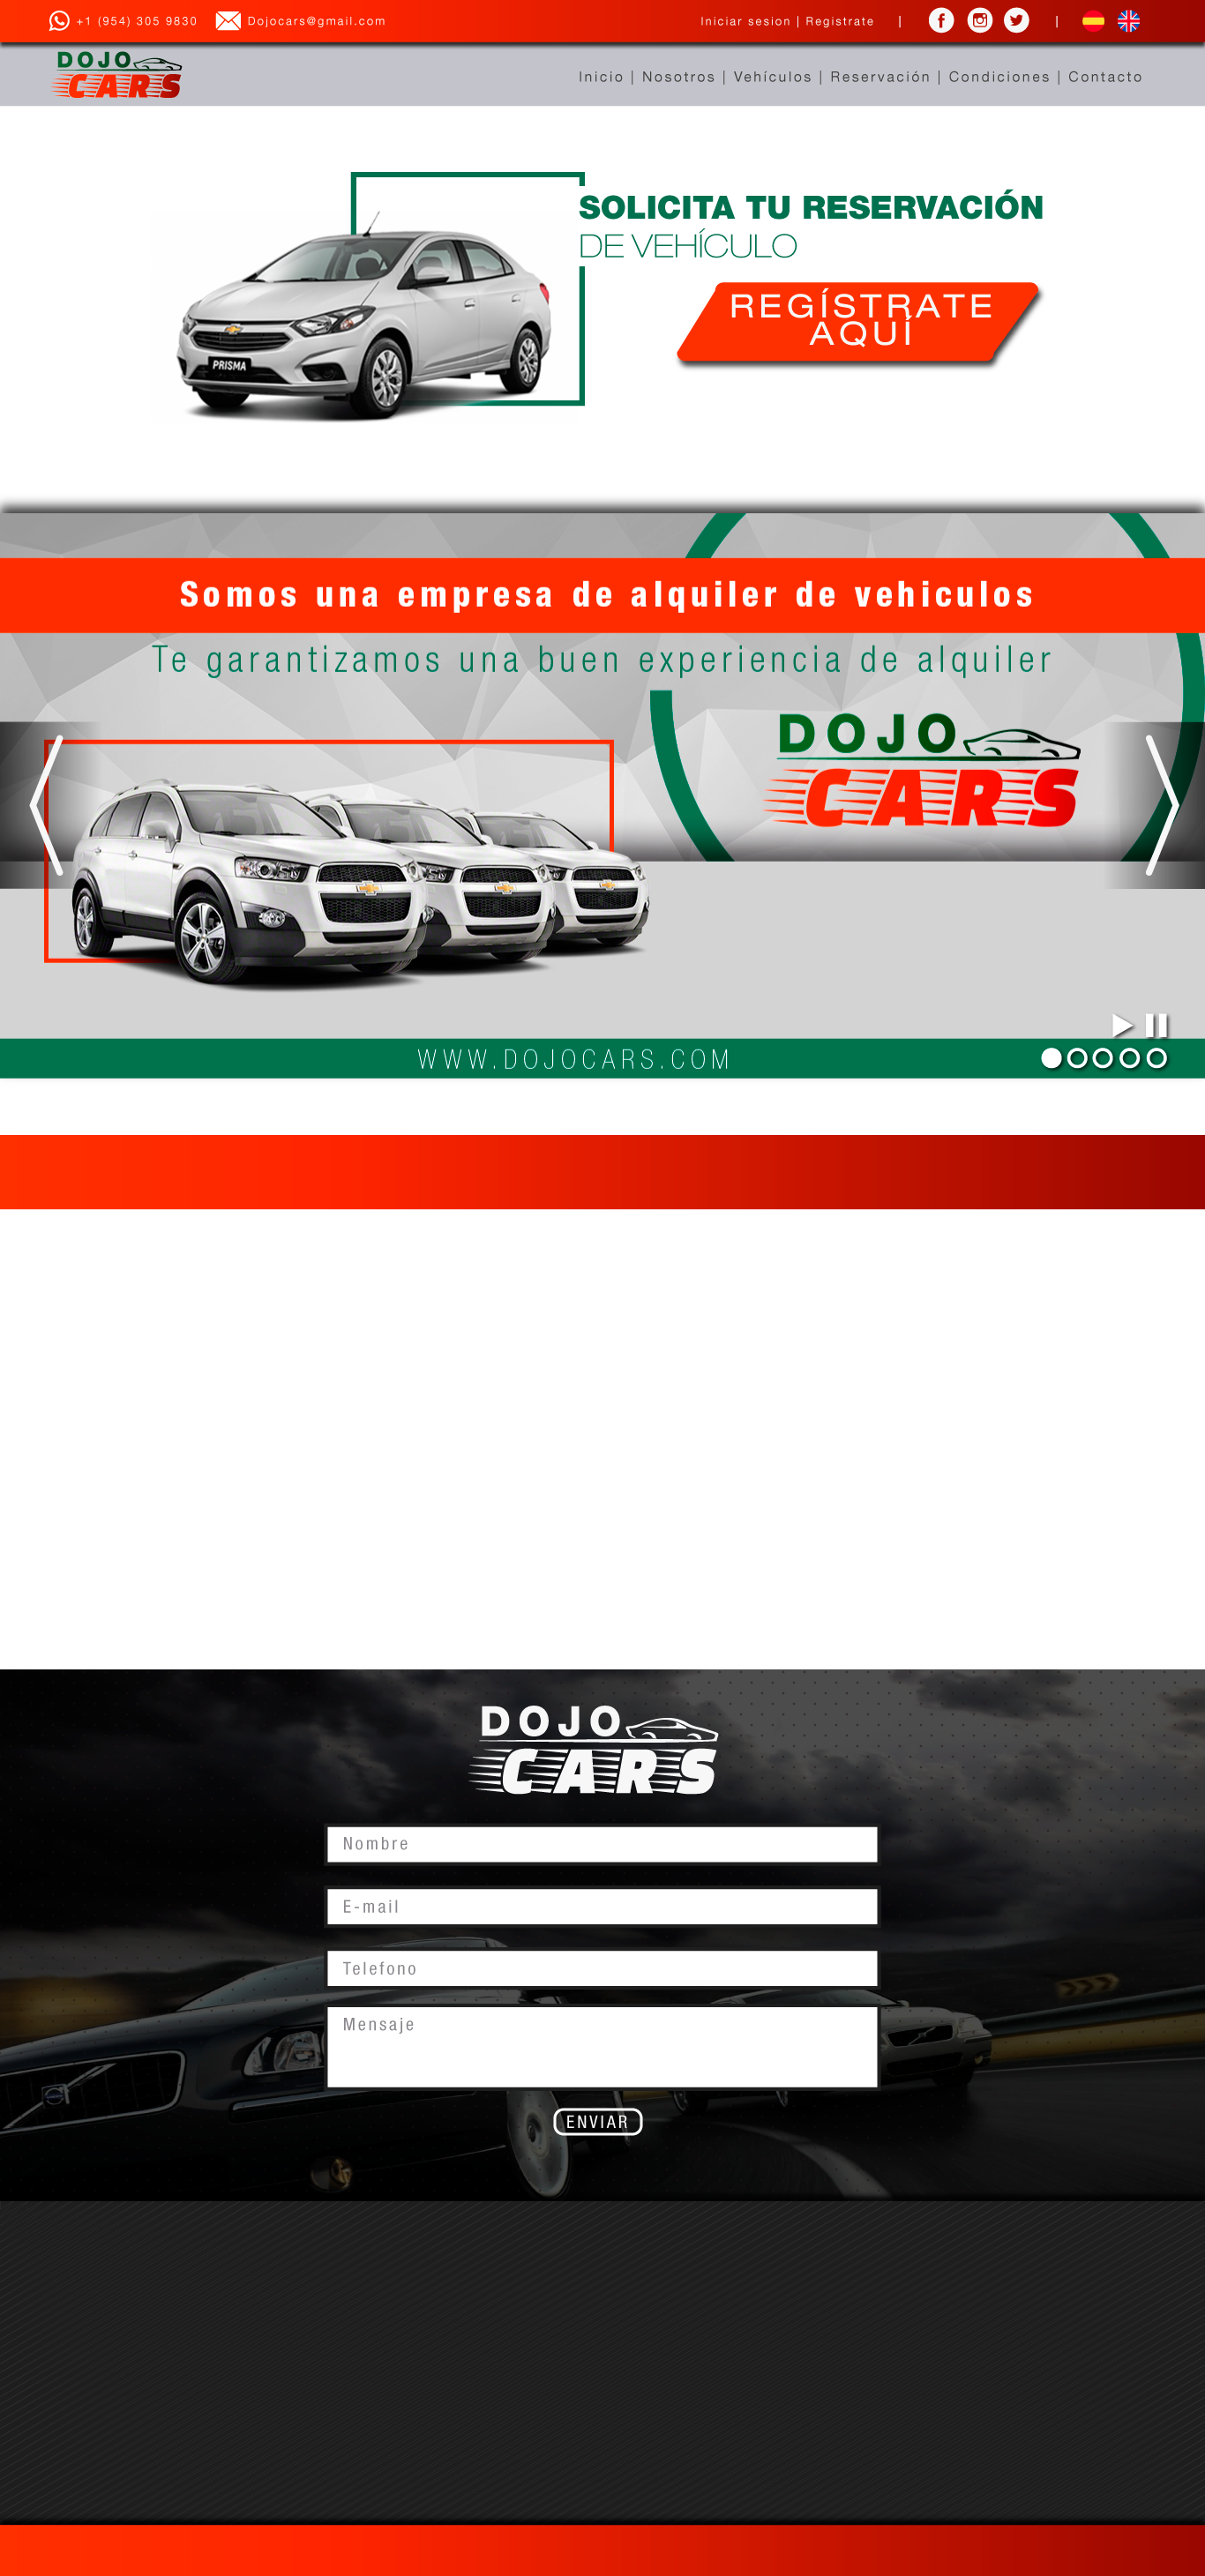 +1 (954) 305 9830 Dojocars@gmail.com Iniciar sesion | Registrate | |
DOJO
CARS
Inicio | Nosotros | Vehículos | Reservación | Condiciones | Contacto
SOLICITA TU RESERVACIÓN
DE VEHÍCULO
REGÍSTRATE
AQUÍ
PRISMA
Somos una empresa de alquiler de vehiculos
Te garantizamos una buen experiencia de alquiler
DOJO
CARS
WWW.DOJOCARS.COM
DOJO
CARS
Nombre
E-mail
Telefono
Mensaje
ENVIAR